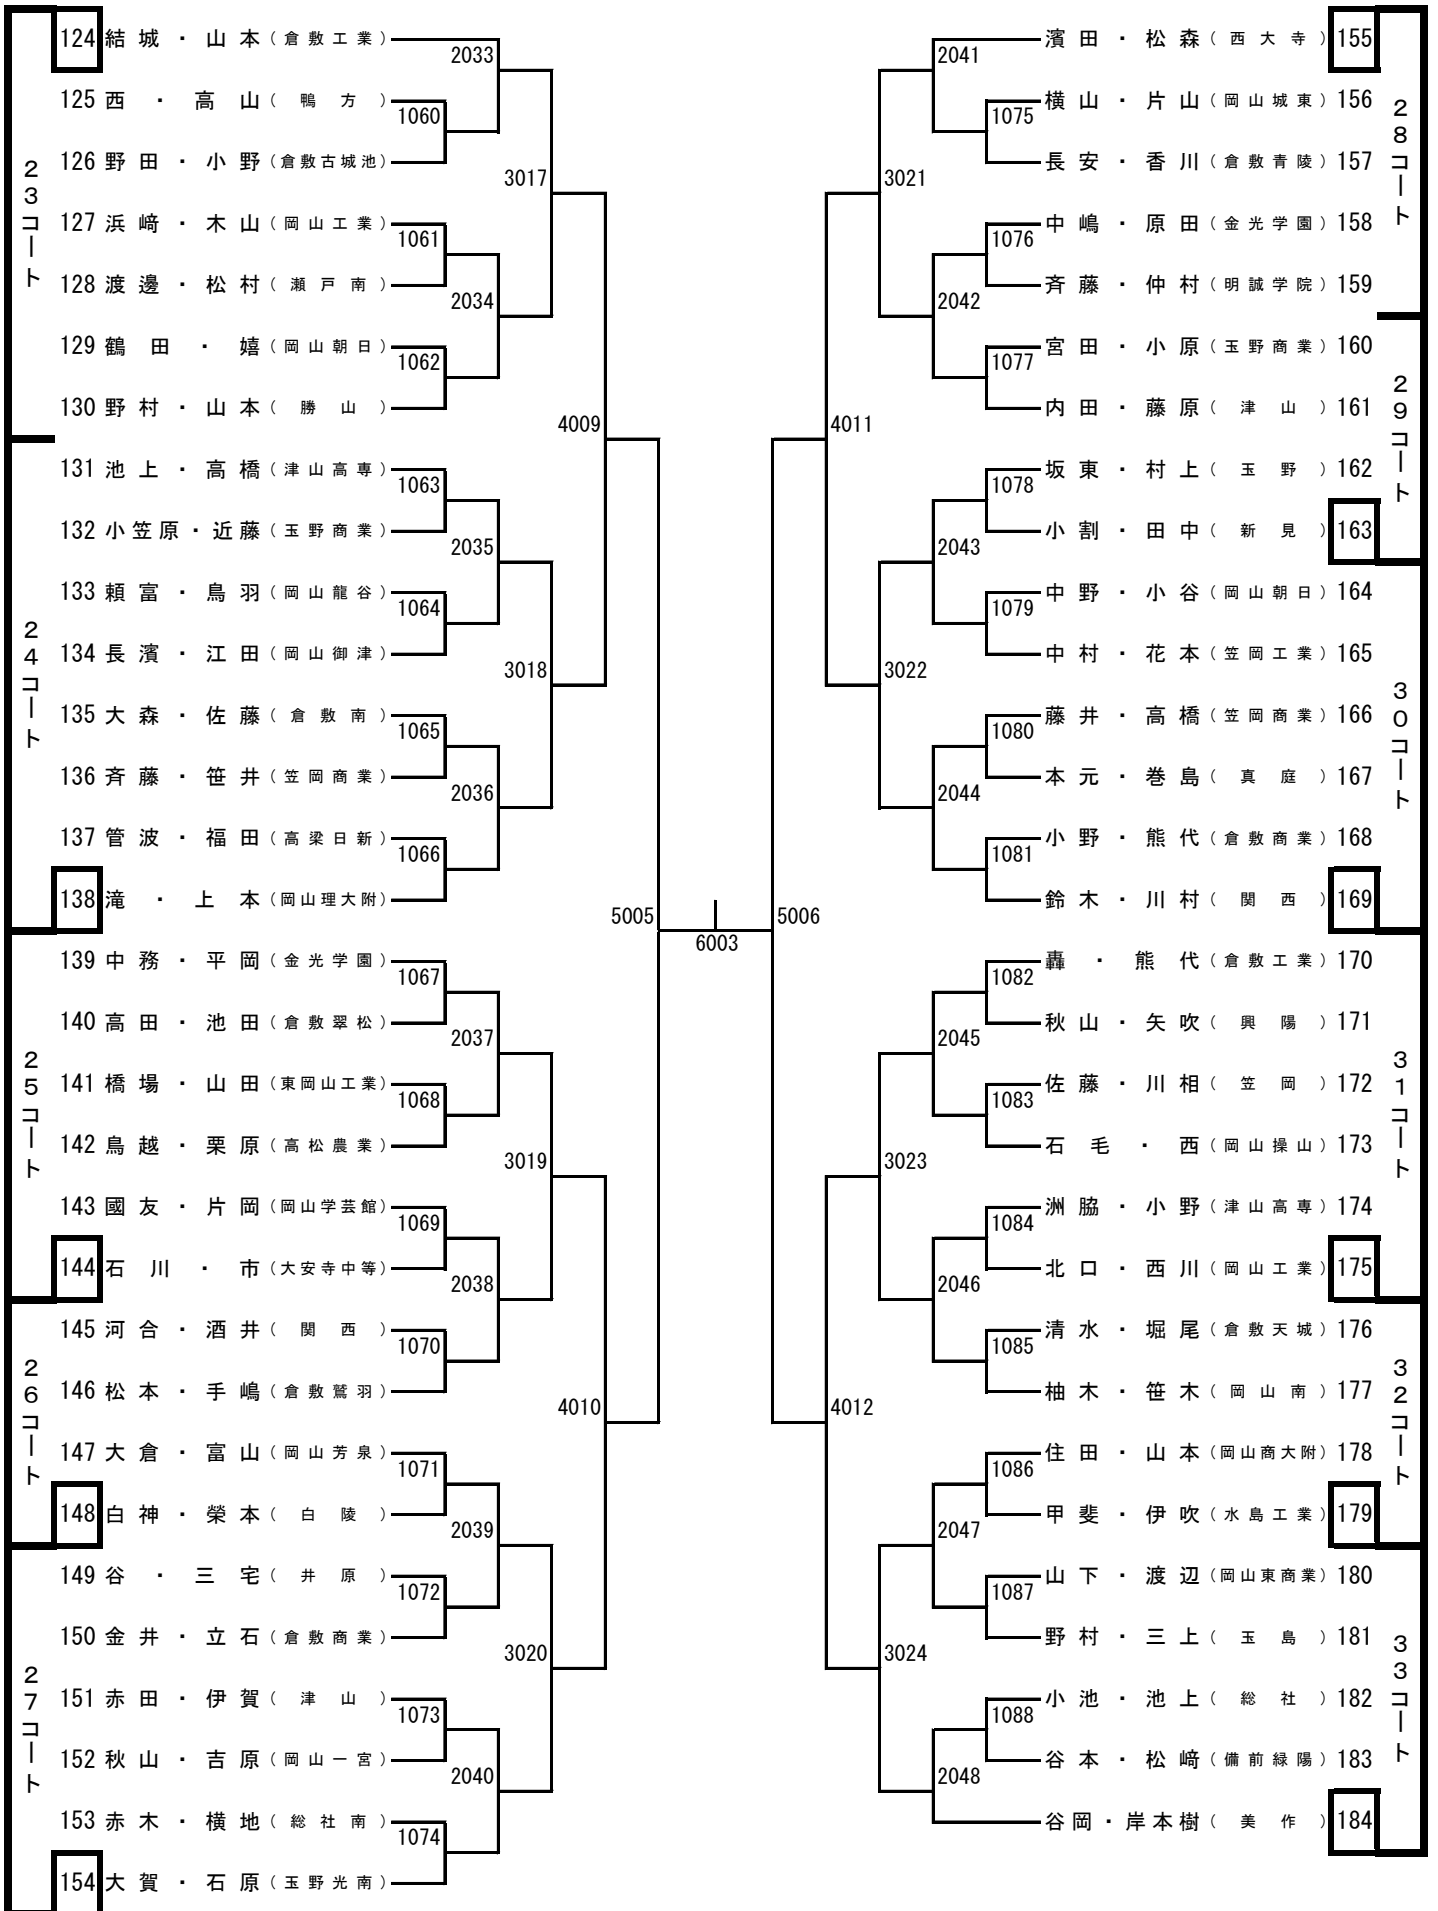 23コート
124 結城・山本(倉敷工業)
125 西・高山(鴨方)
126 野田・小野(倉敷古城池)
127 浜﨑・木山(岡山工業)
128 渡邊・松村(瀬戸南)
129 鶴田・嬉(岡山朝日)
130 野村・山本(勝山)
24コート
131 池上・高橋(津山高専)
132 小笠原・近藤(玉野商業)
133 頼富・鳥羽(岡山龍谷)
134 長濱・江田(岡山御津)
135 大森・佐藤(倉敷南)
136 斉藤・笹井(笠岡商業)
137 管波・福田(高梁日新)
138 滝・上本(岡山理大附)
25コート
139 中務・平岡(金光学園)
140 高田・池田(倉敷翠松)
141 橋場・山田(東岡山工業)
142 鳥越・栗原(高松農業)
143 國友・片岡(岡山学芸館)
144 石川・市(大安寺中等)
26コート
145 河合・酒井(関西)
146 松本・手嶋(倉敷鷲羽)
147 大倉・富山(岡山芳泉)
148 白神・榮本(白陵)
27コート
149 谷・三宅(井原)
150 金井・立石(倉敷商業)
151 赤田・伊賀(津山)
152 秋山・吉原(岡山一宮)
153 赤木・横地(総社南)
154 大賀・石原(玉野光南)
1060
1061
1062
1063
1064
1065
1066
1067
1068
1069
1070
1071
1072
1073
1074
2033
2034
2035
2036
2037
2038
2039
2040
3017
3018
3019
3020
4009
4010
5005
6003
5006
4011
4012
3021
3022
3023
3024
2041
2042
2043
2044
2045
2046
2047
2048
1075
1076
1077
1078
1079
1080
1081
1082
1083
1084
1085
1086
1087
1088
濱田・松森(西大寺) 155
横山・片山(岡山城東) 156
長安・香川(倉敷青陵) 157
中嶋・原田(金光学園) 158
斉藤・仲村(明誠学院) 159
28コート
宮田・小原(玉野商業) 160
内田・藤原(津山) 161
坂東・村上(玉野) 162
小割・田中(新見) 163
29コート
中野・小谷(岡山朝日) 164
中村・花本(笠岡工業) 165
藤井・高橋(笠岡商業) 166
本元・巻島(真庭) 167
小野・熊代(倉敷商業) 168
鈴木・川村(関西) 169
30コート
轟・熊代(倉敷工業) 170
秋山・矢吹(興陽) 171
佐藤・川相(笠岡) 172
石毛・西(岡山操山) 173
洲脇・小野(津山高専) 174
北口・西川(岡山工業) 175
31コート
清水・堀尾(倉敷天城) 176
柚木・笹木(岡山南) 177
住田・山本(岡山商大附) 178
甲斐・伊吹(水島工業) 179
32コート
山下・渡辺(岡山東商業) 180
野村・三上(玉島) 181
小池・池上(総社) 182
谷本・松﨑(備前緑陽) 183
谷岡・岸本樹(美作) 184
33コート